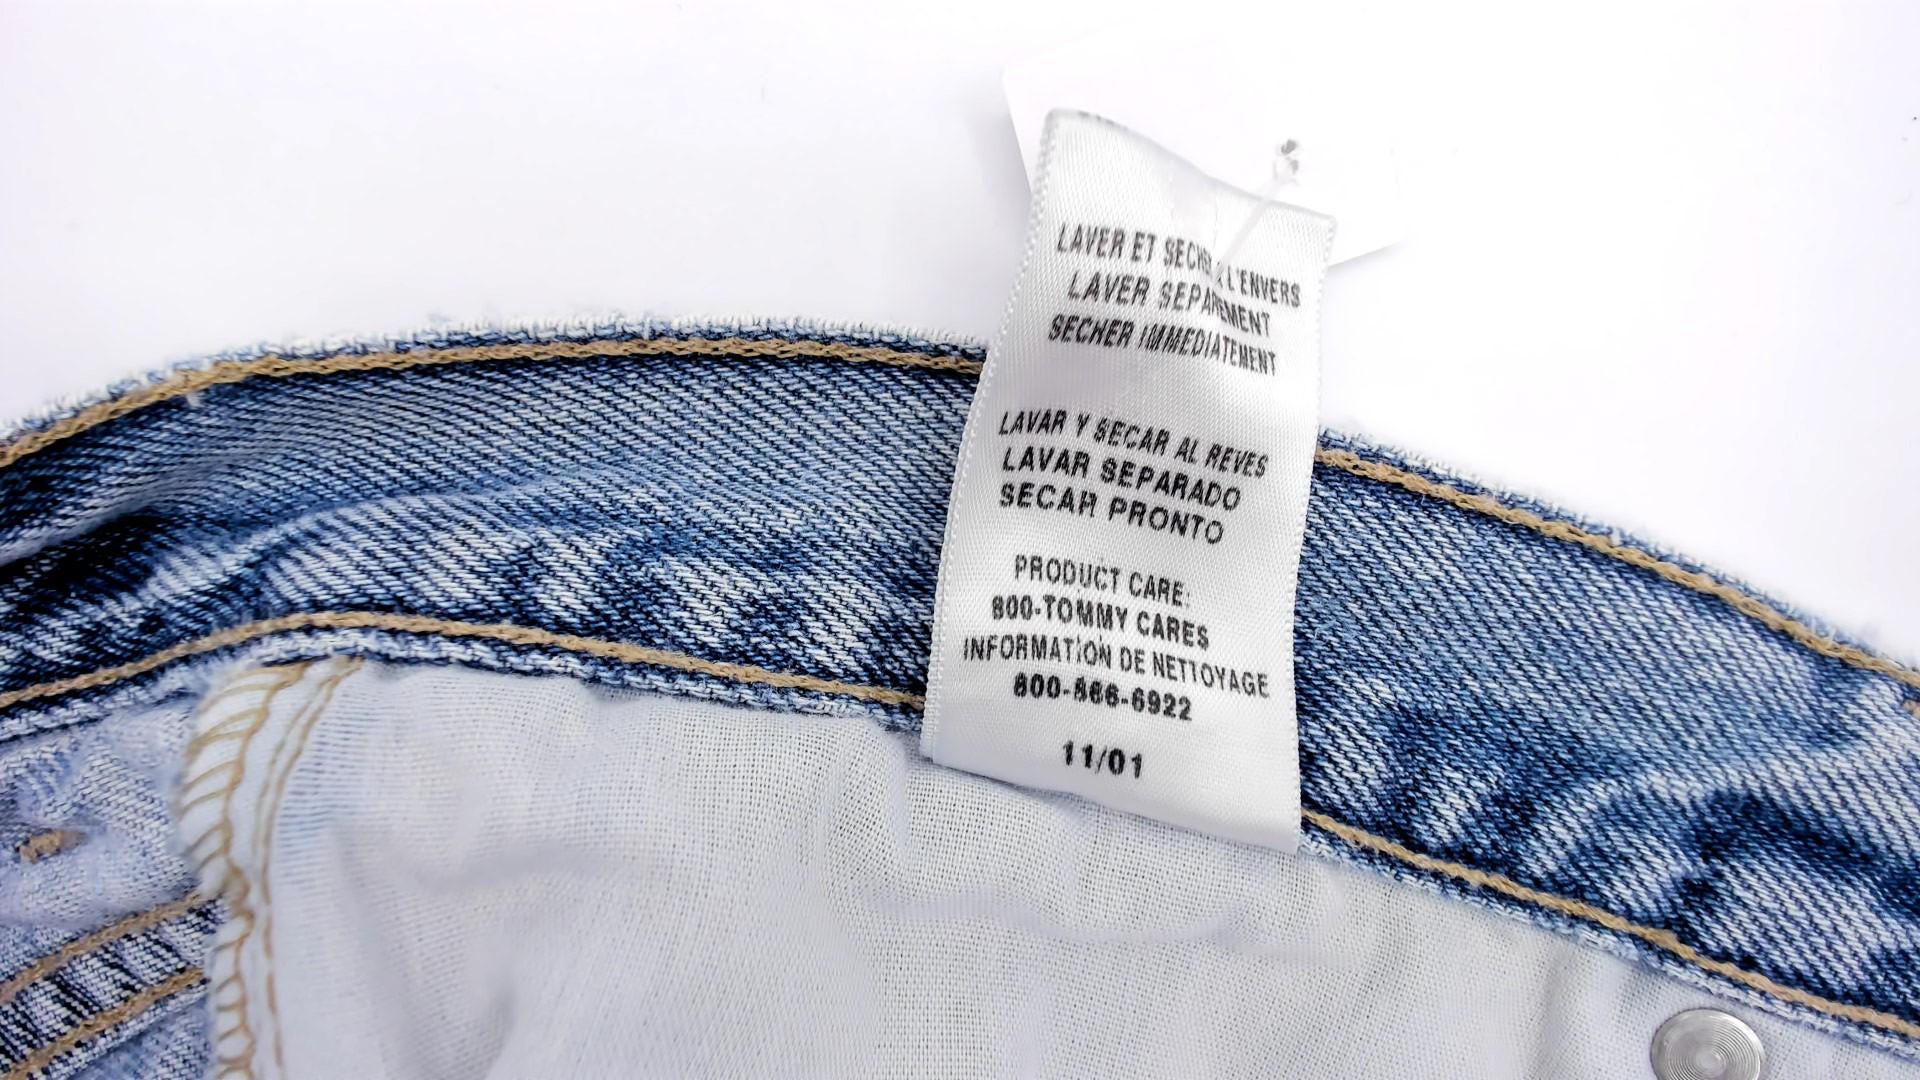 LAVER ET SECHER L'ENVERS
LAVER SEPAREMENT
SECHER IMMEDIATEMENT
LAVAR Y SECAR AL REVES
LAVAR SEPARADO
SECAR PRONTO
PRODUCT CARE:
800-TOMMY CARES
INFORMATION DE NETTOYAGE
800-866-6922
11/01